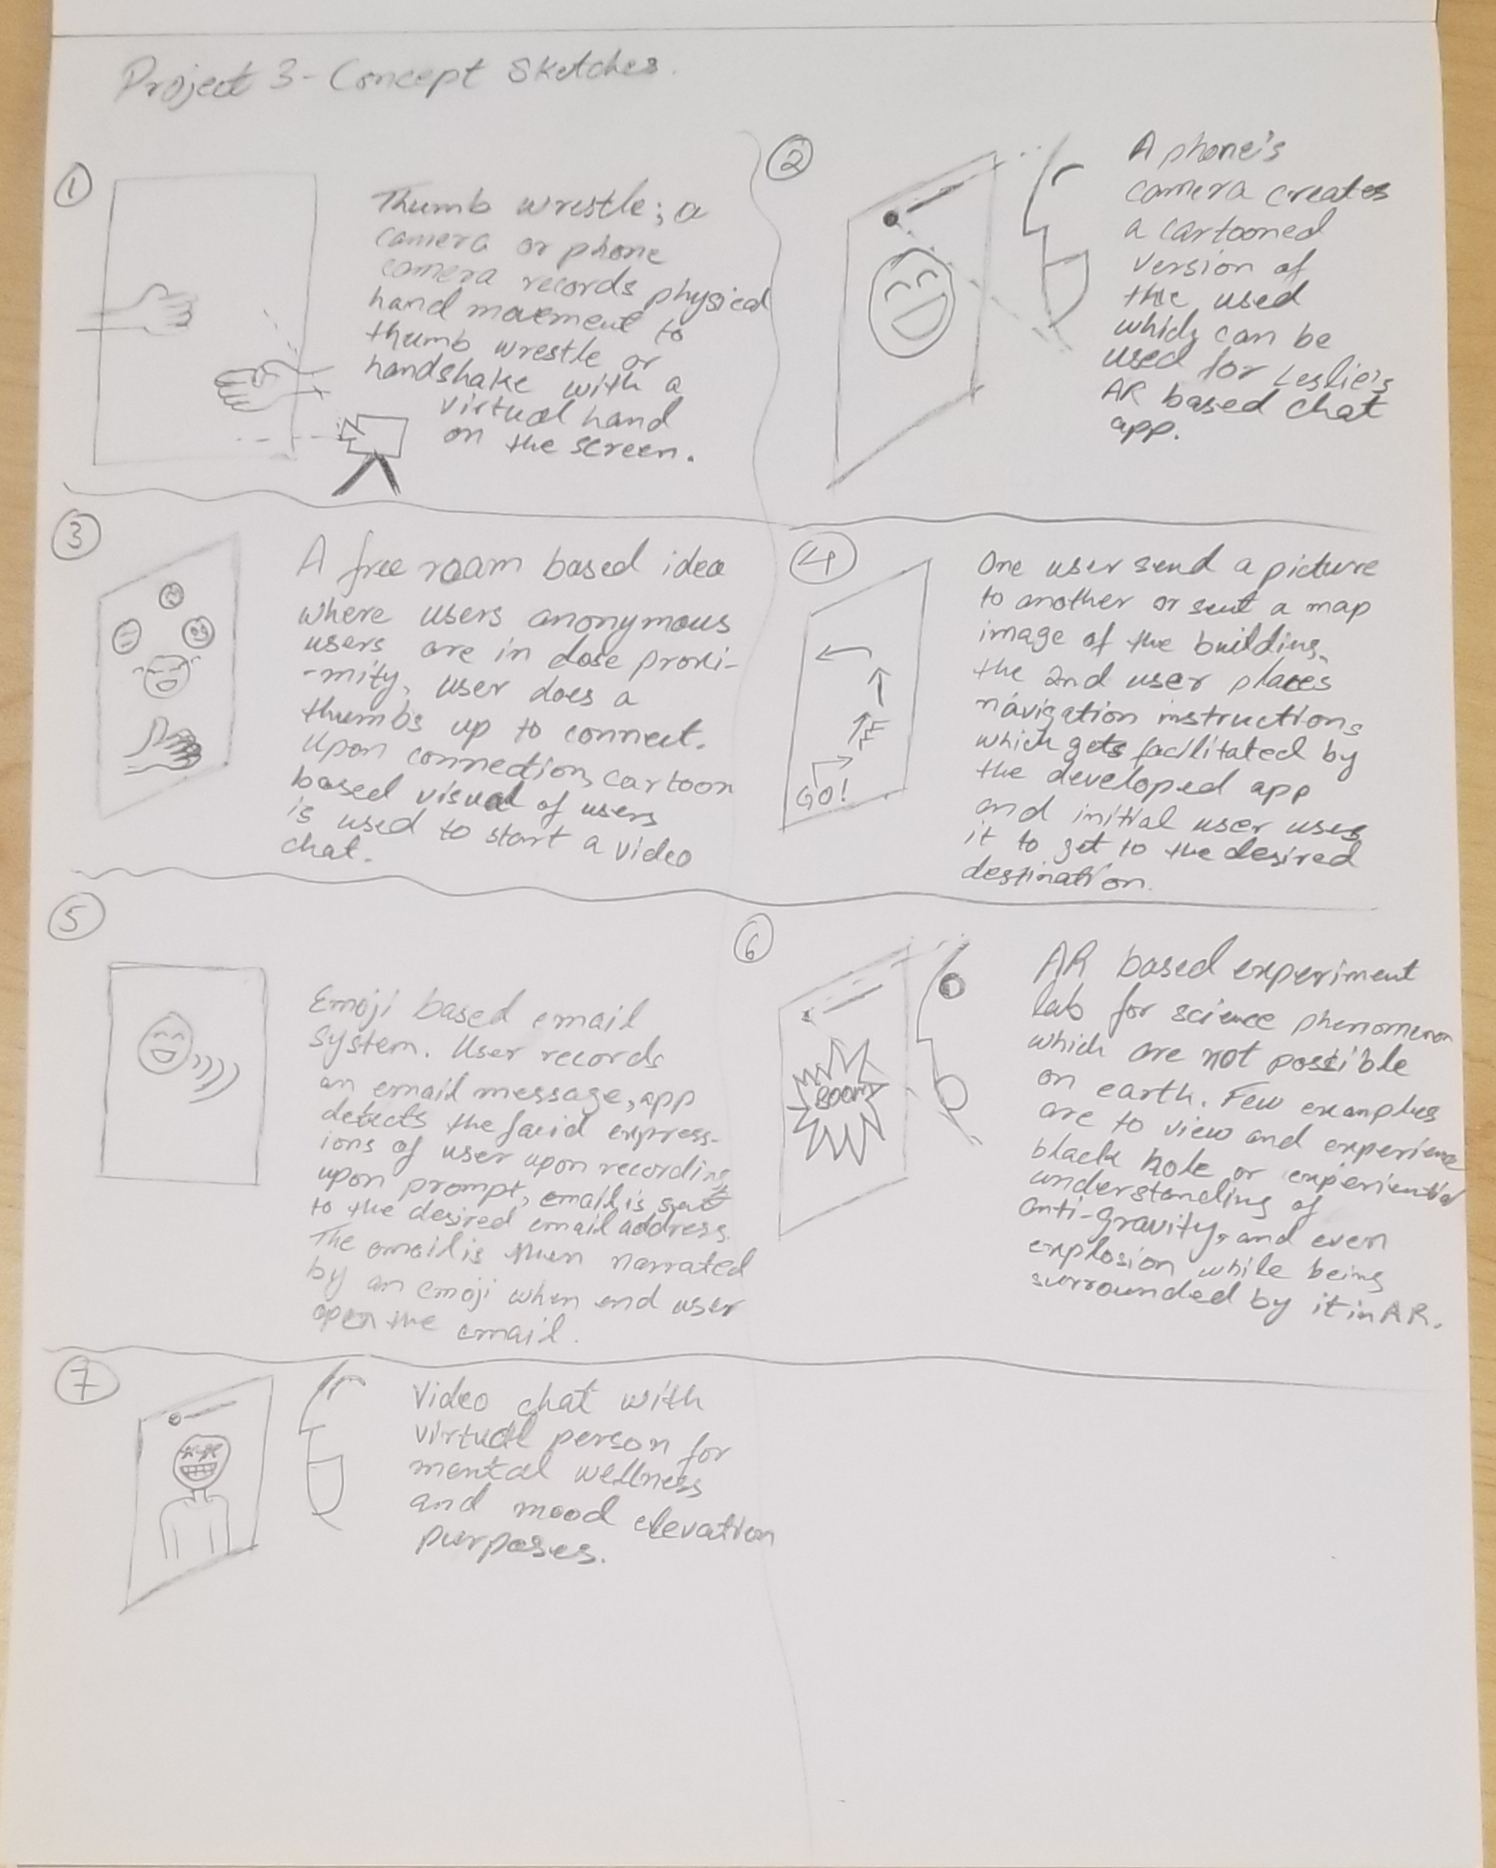 Project 3 - Concept Sketches.
1
Thumb wrestle; a
camera or phone
camera records physical
hand movement to
thumb wrestle or
handshake with a
virtual hand
on the screen.
2
A phone's
camera creates
a cartooned
version of
the used
which can be
used for Leslie's
AR based chat
app.
3
A free roam based idea
where users anonymous
users are in close proxi-
-mity, user does a
thumbs up to connect.
Upon connection, cartoon
based visual of users
is used to start a video
chat.
4
GO!
One user send a picture
to another or sent a map
image of the building,
the 2nd user places
navigation instructions
which gets facilitated by
the developed app
and initial user uses
it to get to the desired
destination.
5
Emoji based email
system. User records
an email message, app
detects the facial express-
ions of user upon recording,
upon prompt, email is sent
to the desired email address.
The email is then narrated
by an emoji when end user
open the email.
6
BOOM
AR based experiment
lab for science phenomenon
which are not possible
on earth. Few examples
are to view and experience
black hole or experiential
understanding of
anti-gravity, and even
explosion while being
surrounded by it in AR.
7
Video chat with
virtual person for
mental wellness
and mood elevation
purposes.